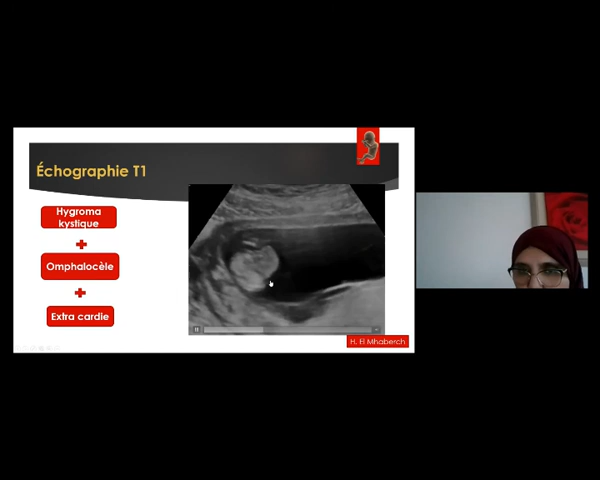 Échographie T1
Hygroma
kystique
Omphalocèle
Extra cardie
H. El Mhaberch